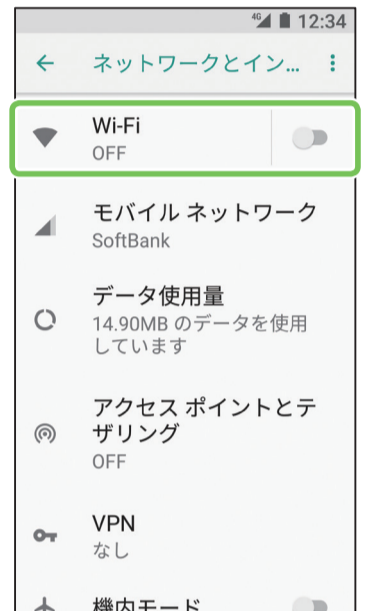 4G 12:34
ネットワークとイン...
Wi-Fi
OFF
モバイル ネットワーク
SoftBank
データ使用量
14.90MB のデータを使用
しています
アクセス ポイントとテ
ザリング
OFF
VPN
なし
機内モード